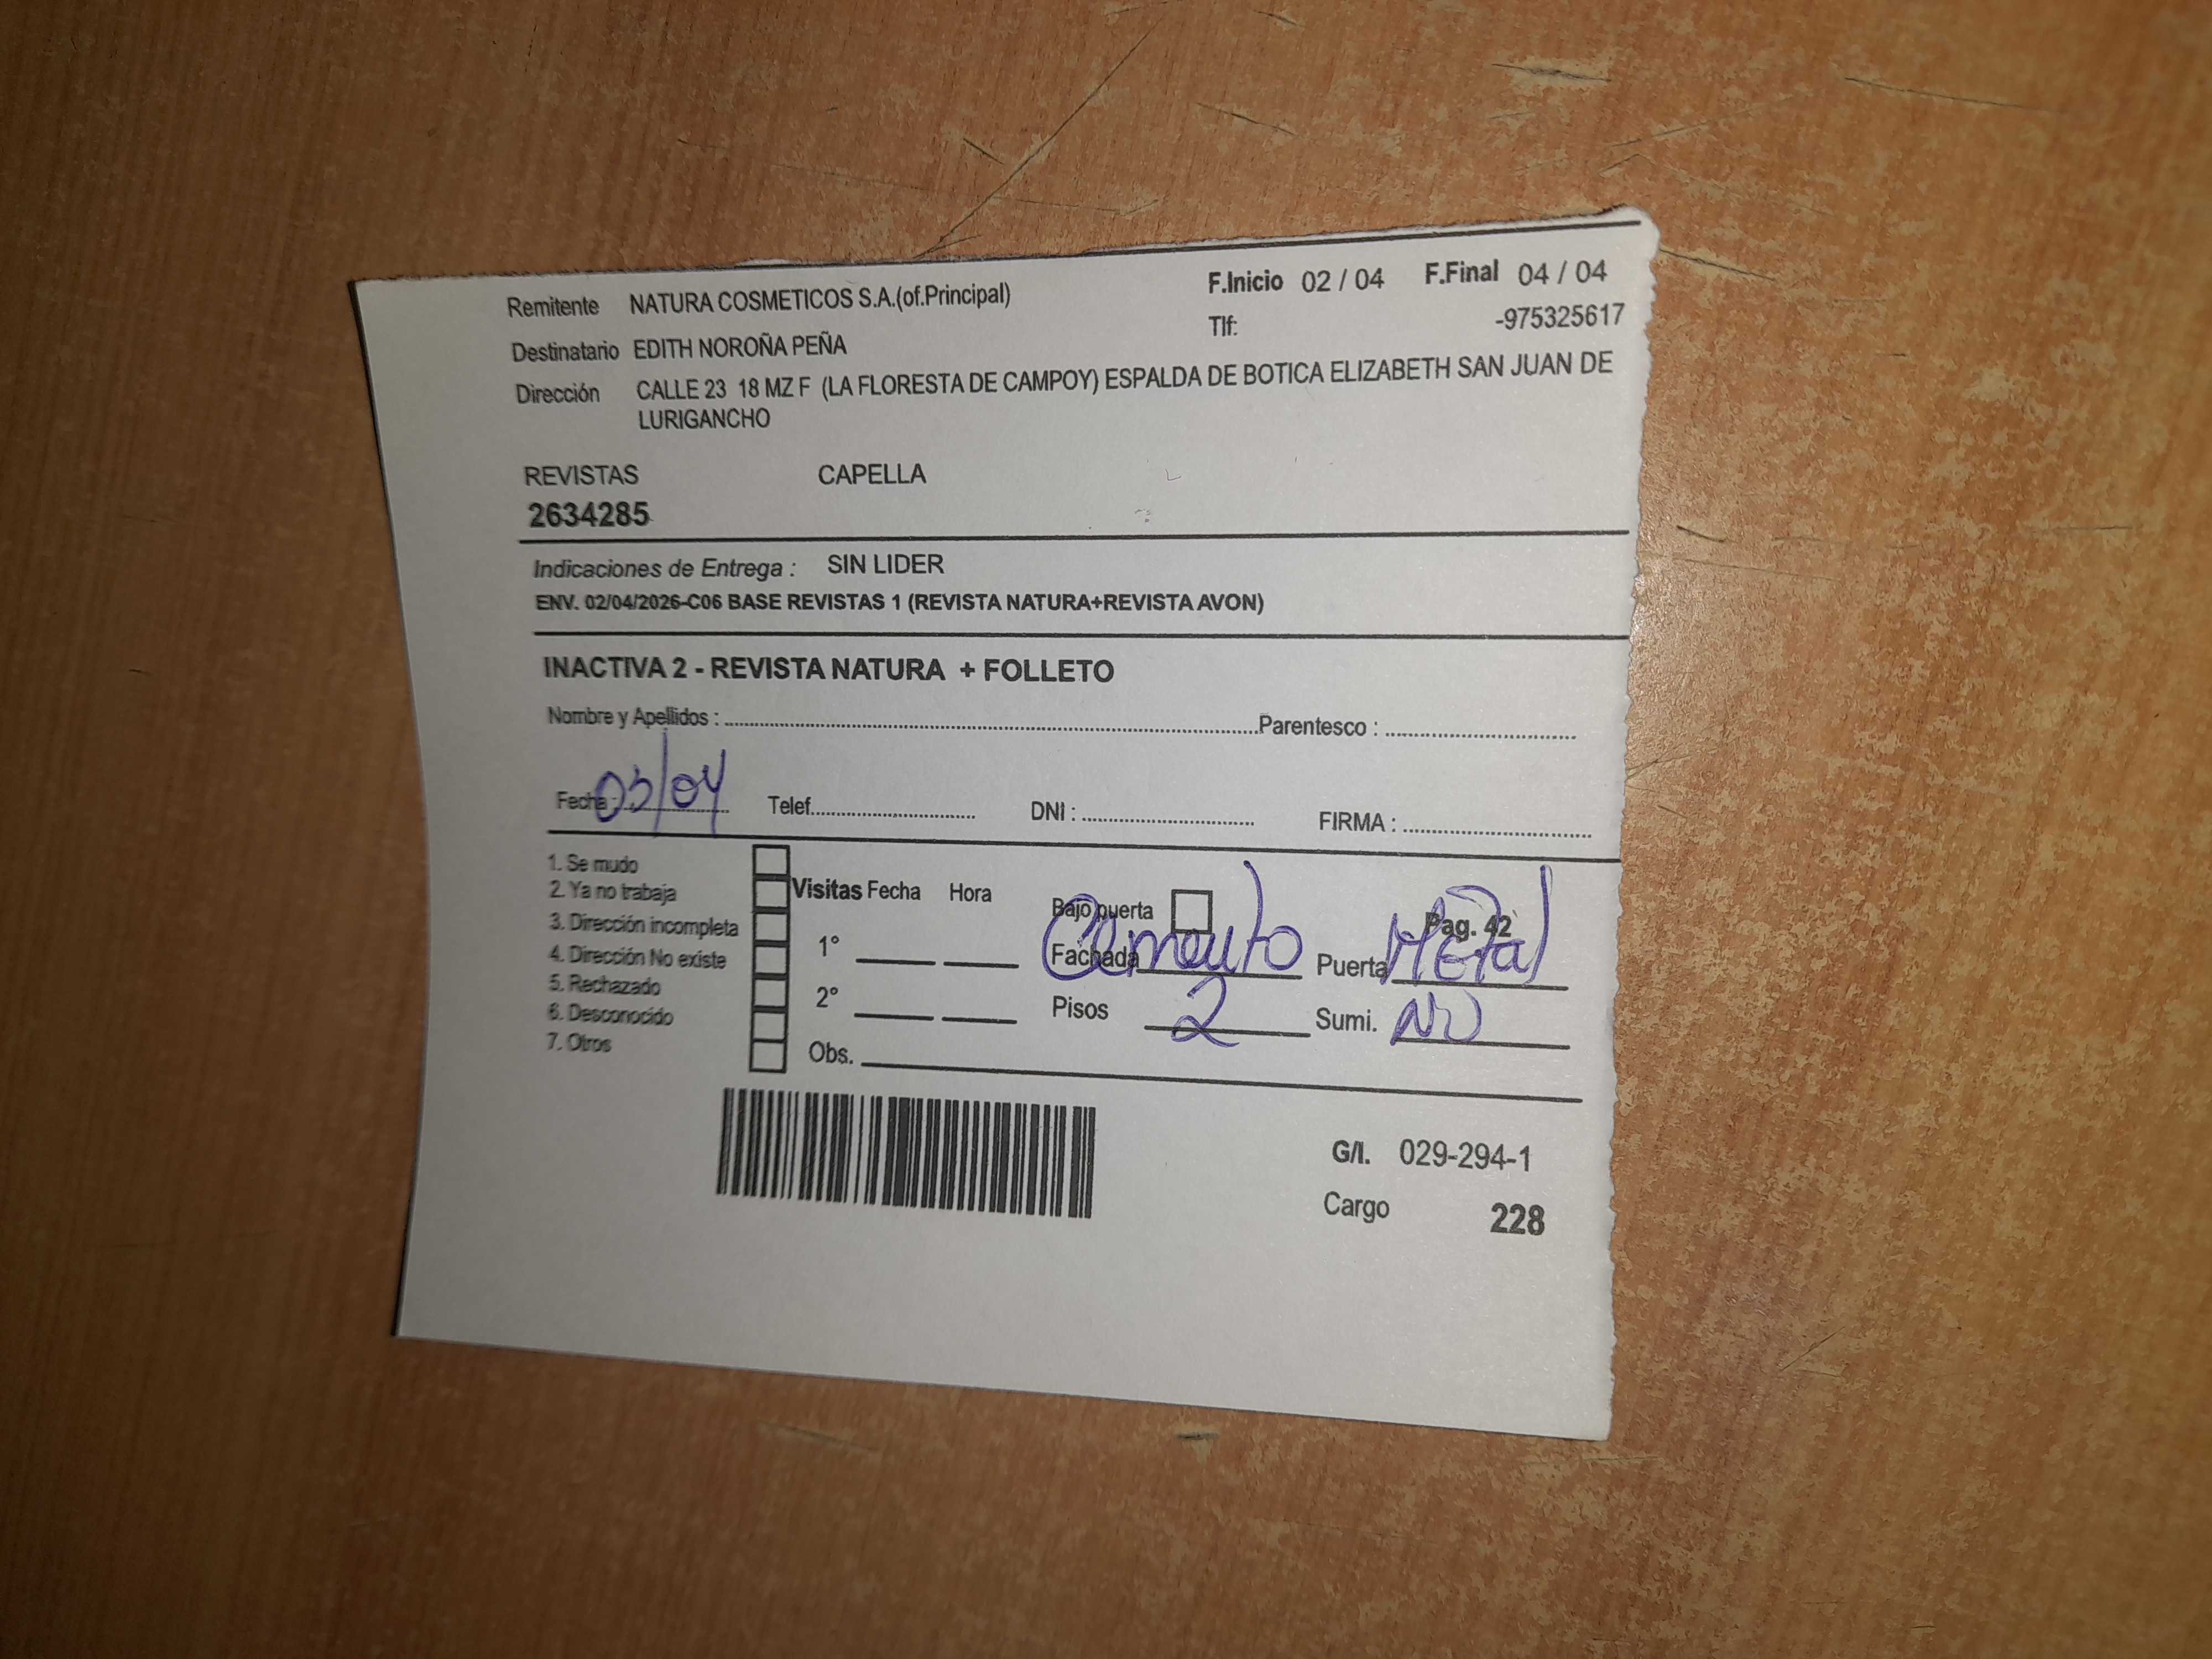 Remitente NATURA COSMETICOS S.A.(of.Principal) F.Inicio 02 / 04 F.Final 04 / 04
Tlf: -975325617
Destinatario EDITH NOROÑA PEÑA
Dirección CALLE 23 18 MZ F (LA FLORESTA DE CAMPOY) ESPALDA DE BOTICA ELIZABETH SAN JUAN DE
LURIGANCHO
REVISTAS CAPELLA
2634285
Indicaciones de Entrega : SIN LIDER
ENV. 02/04/2026-C06 BASE REVISTAS 1 (REVISTA NATURA+REVISTA AVON)
INACTIVA 2 - REVISTA NATURA + FOLLETO
Nombre y Apellidos : Parentesco :
Fecha : 03/04 Telef. DNI : FIRMA :
1. Se mudo
2. Ya no trabaja
3. Dirección incompleta
4. Dirección No existe
5. Rechazado
6. Desconocido
7. Otros
Visitas Fecha Hora
1°
2°
Obs.
Bajo puerta Pag. 42
Fachada Cemento Puerta Metal
Pisos 2 Sumi. NO
G/I. 029-294-1
Cargo 228